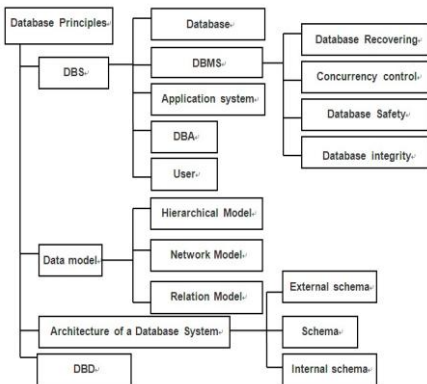 Database Principles
DBS
Database
DBMS
Application system
DBA
User
Database Recovering
Concurrency control
Database Safety
Database integrity
Data model
Hierarchical Model
Network Model
Relation Model
Architecture of a Database System
External schema
Schema
Internal schema
DBD